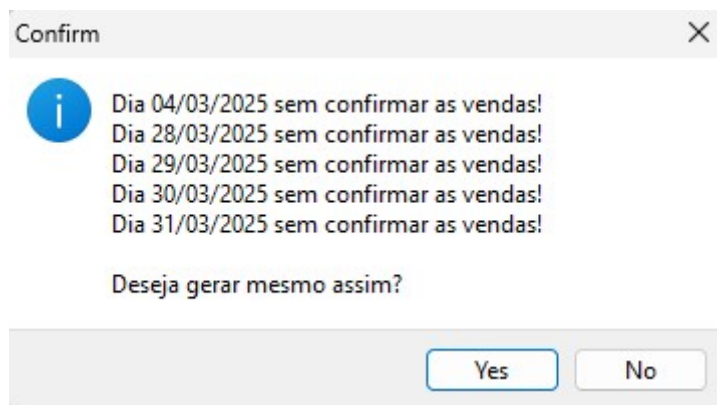 Confirm
Dia 04/03/2025 sem confirmar as vendas!
Dia 28/03/2025 sem confirmar as vendas!
Dia 29/03/2025 sem confirmar as vendas!
Dia 30/03/2025 sem confirmar as vendas!
Dia 31/03/2025 sem confirmar as vendas!
Deseja gerar mesmo assim?
Yes
No